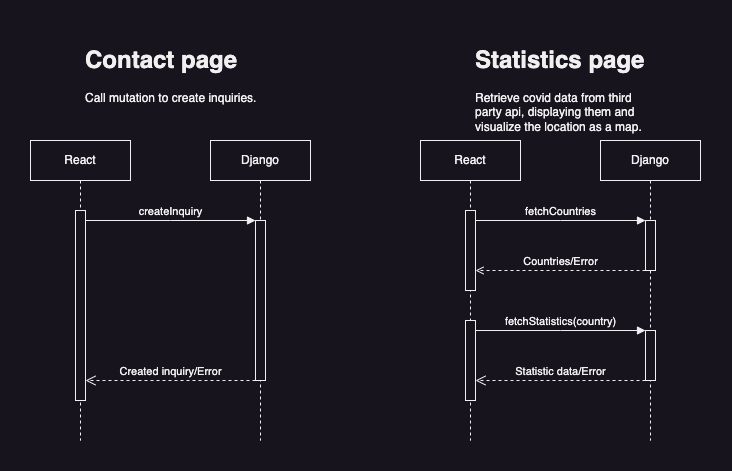 Contact page
Call mutation to create inquiries.
React
Django
createInquiry
Created inquiry/Error
Statistics page
Retrieve covid data from third
party api, displaying them and
visualize the location as a map.
React
Django
fetchCountries
Countries/Error
fetchStatistics(country)
Statistic data/Error